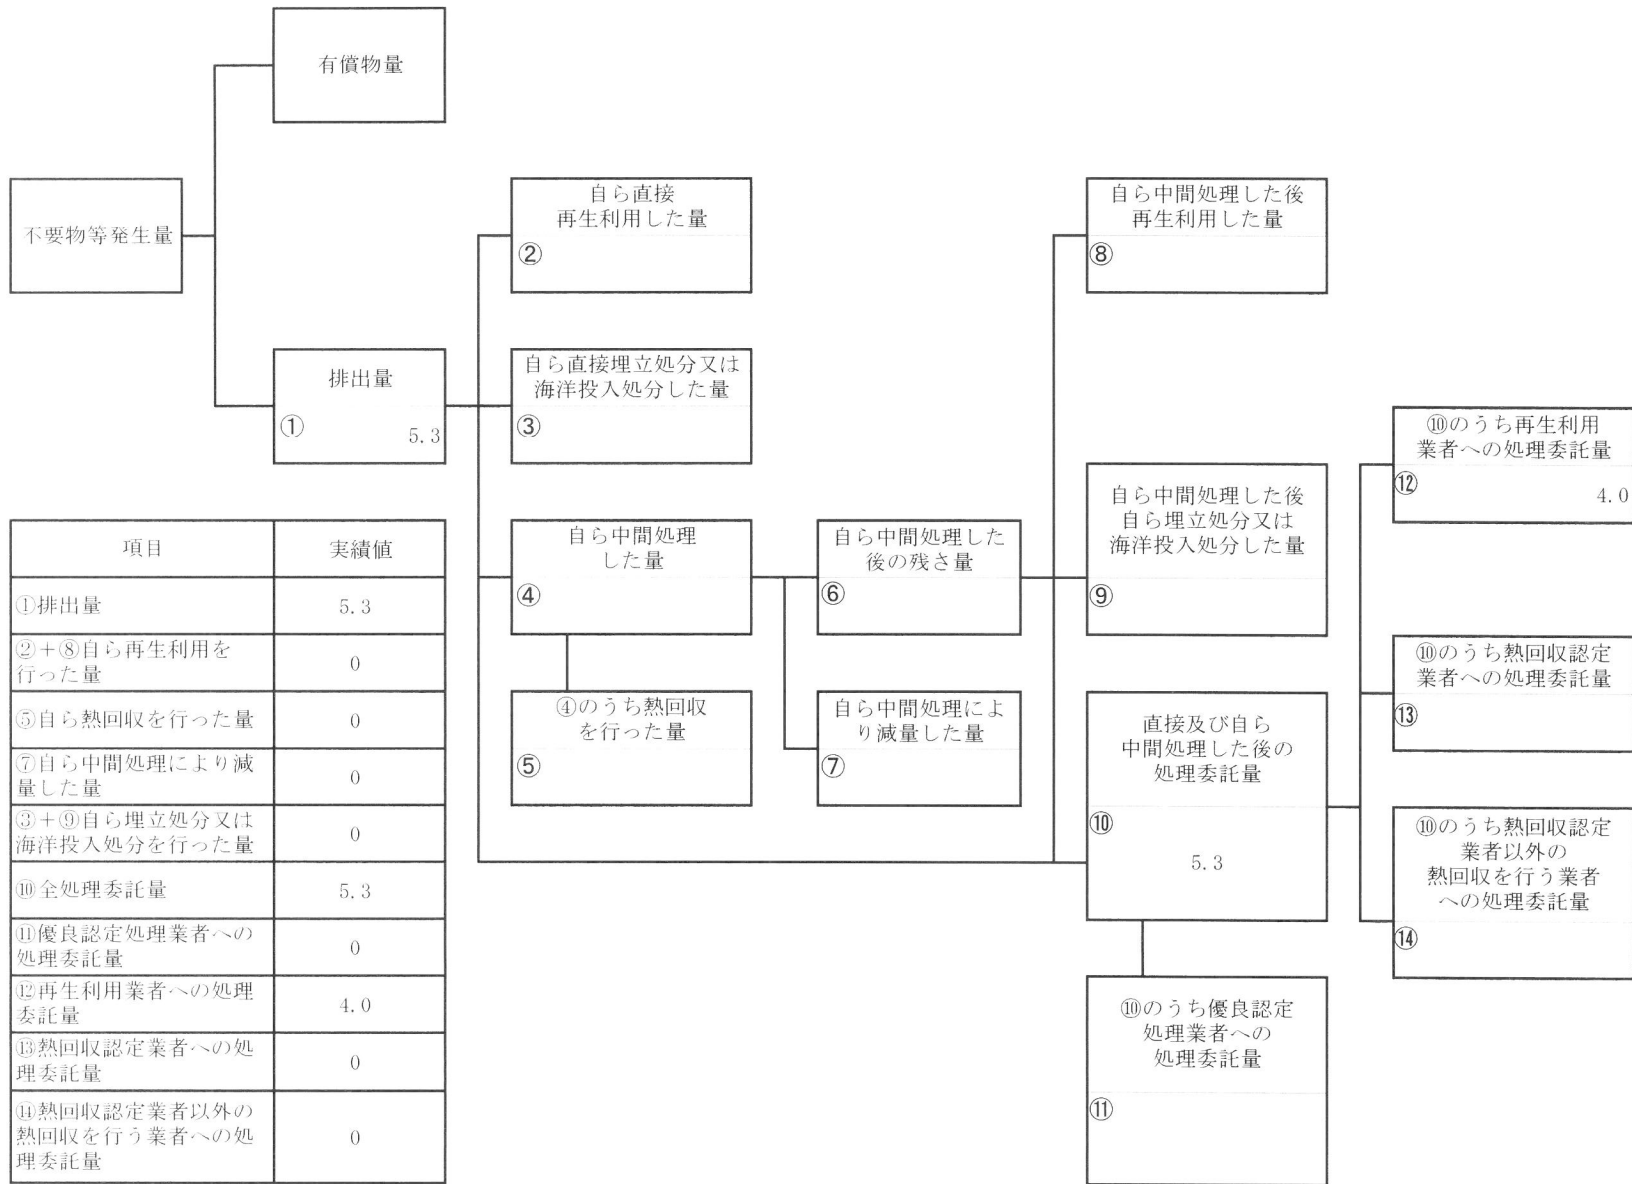 有償物量
不要物等発生量
排出量
①
5.3
自ら直接
再生利用した量
②
自ら直接埋立処分又は
海洋投入処分した量
③
自ら中間処理
した量
④
④のうち熱回収
を行った量
⑤
自ら中間処理した
後の残さ量
⑥
自ら中間処理によ
り減量した量
⑦
自ら中間処理した後
再生利用した量
⑧
自ら中間処理した後
自ら埋立処分又は
海洋投入処分した量
⑨
直接及び自ら
中間処理した後の
処理委託量
⑩
5.3
⑩のうち優良認定
処理業者への
処理委託量
⑪
⑩のうち再生利用
業者への処理委託量
⑫
4.0
⑩のうち熱回収認定
業者への処理委託量
⑬
⑩のうち熱回収認定
業者以外の
熱回収を行う業者
への処理委託量
⑭
項目 実績値
①排出量 5.3
②+⑧自ら再生利用を
行った量 0
⑤自ら熱回収を行った量 0
⑦自ら中間処理により減
量した量 0
③+⑨自ら埋立処分又は
海洋投入処分を行った量 0
⑩全処理委託量 5.3
⑪優良認定処理業者への
処理委託量 0
⑫再生利用業者への処理
委託量 4.0
⑬熱回収認定業者への処
理委託量 0
⑭熱回収認定業者以外の
熱回収を行う業者への処
理委託量 0